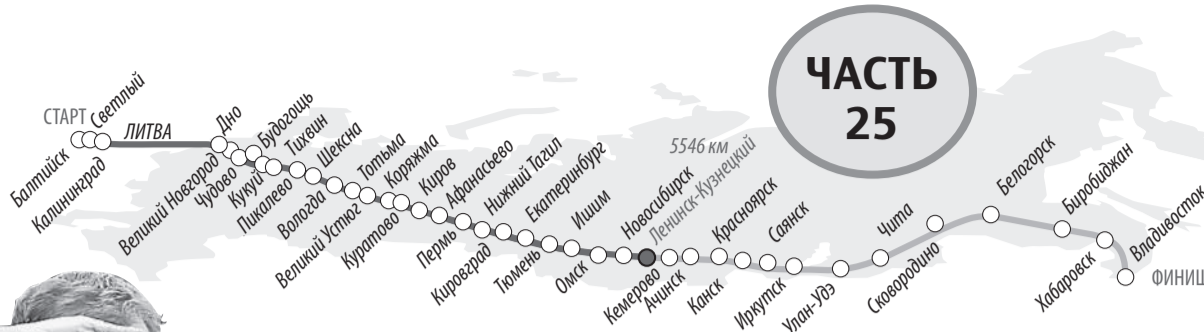 ЧАСТЬ
25
СТАРТ
Балтийск
Светлый
Калининград
ЛИТВА
Дно
Великий Новгород
Чудово
Будогощь
Кукуй
Тихвин
Пикалево
Шексна
Вологда
Тотьма
Великий Устюг
Коряжма
Куратово
Киров
Афанасьево
Пермь
Нижний Тагил
Кировград
Екатеринбург
Тюмень
Ишим
Омск
Новосибирск
5546 км
Ленинск-Кузнецкий
Кемерово
Ачинск
Красноярск
Канск
Саянск
Иркутск
Улан-Удэ
Чита
Сковородино
Белогорск
Биробиджан
Хабаровск
Владивосток
ФИНИШ